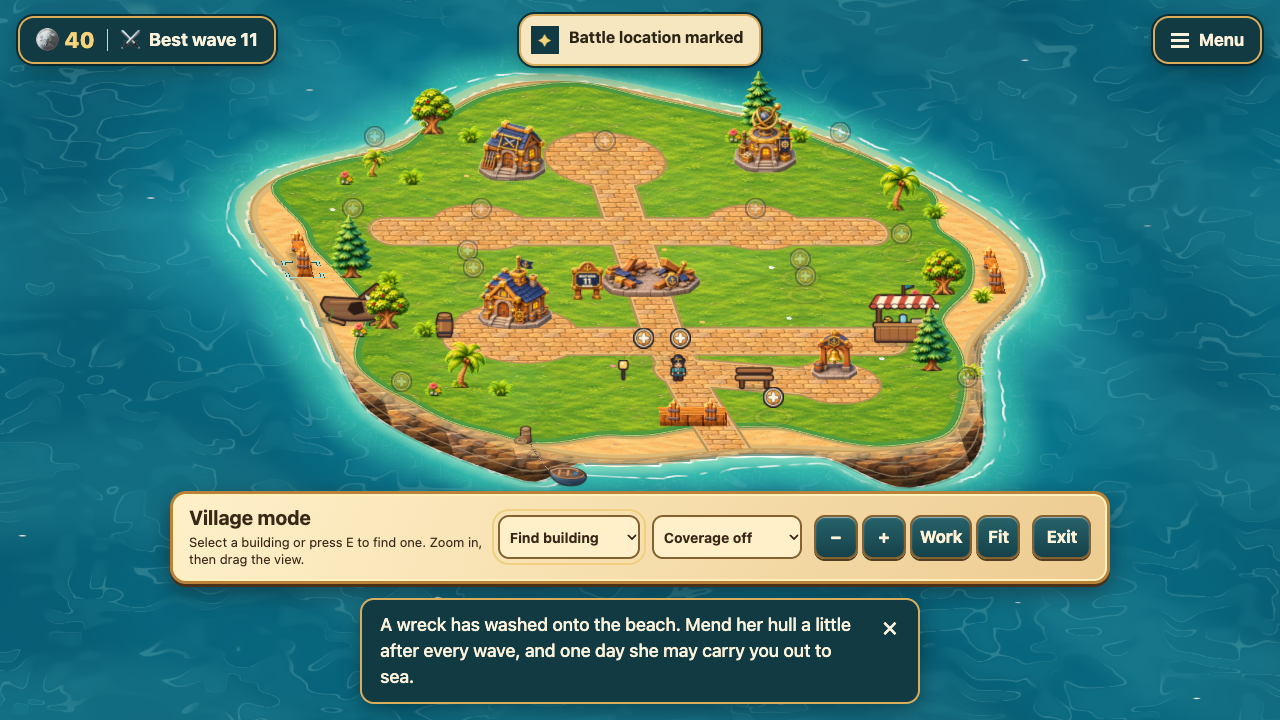 40
Best wave 11
Battle location marked
Menu
11
Village mode
Select a building or press E to find one. Zoom in,
then drag the view.
Find building
Coverage off
−
+
Work
Fit
Exit
A wreck has washed onto the beach. Mend her hull a little
after every wave, and one day she may carry you out to
sea.